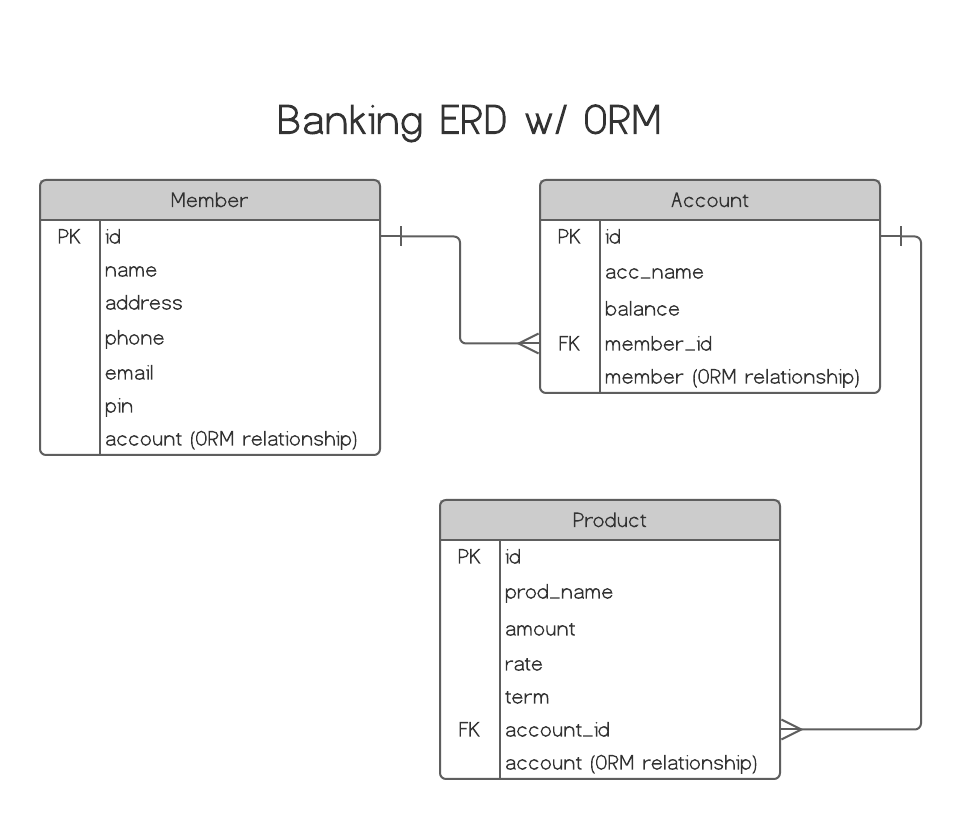 Banking ERD w/ ORM
Member
PK id
name
address
phone
email
pin
account (ORM relationship)
Account
PK id
acc_name
balance
FK member_id
member (ORM relationship)
Product
PK id
prod_name
amount
rate
term
FK account_id
account (ORM relationship)